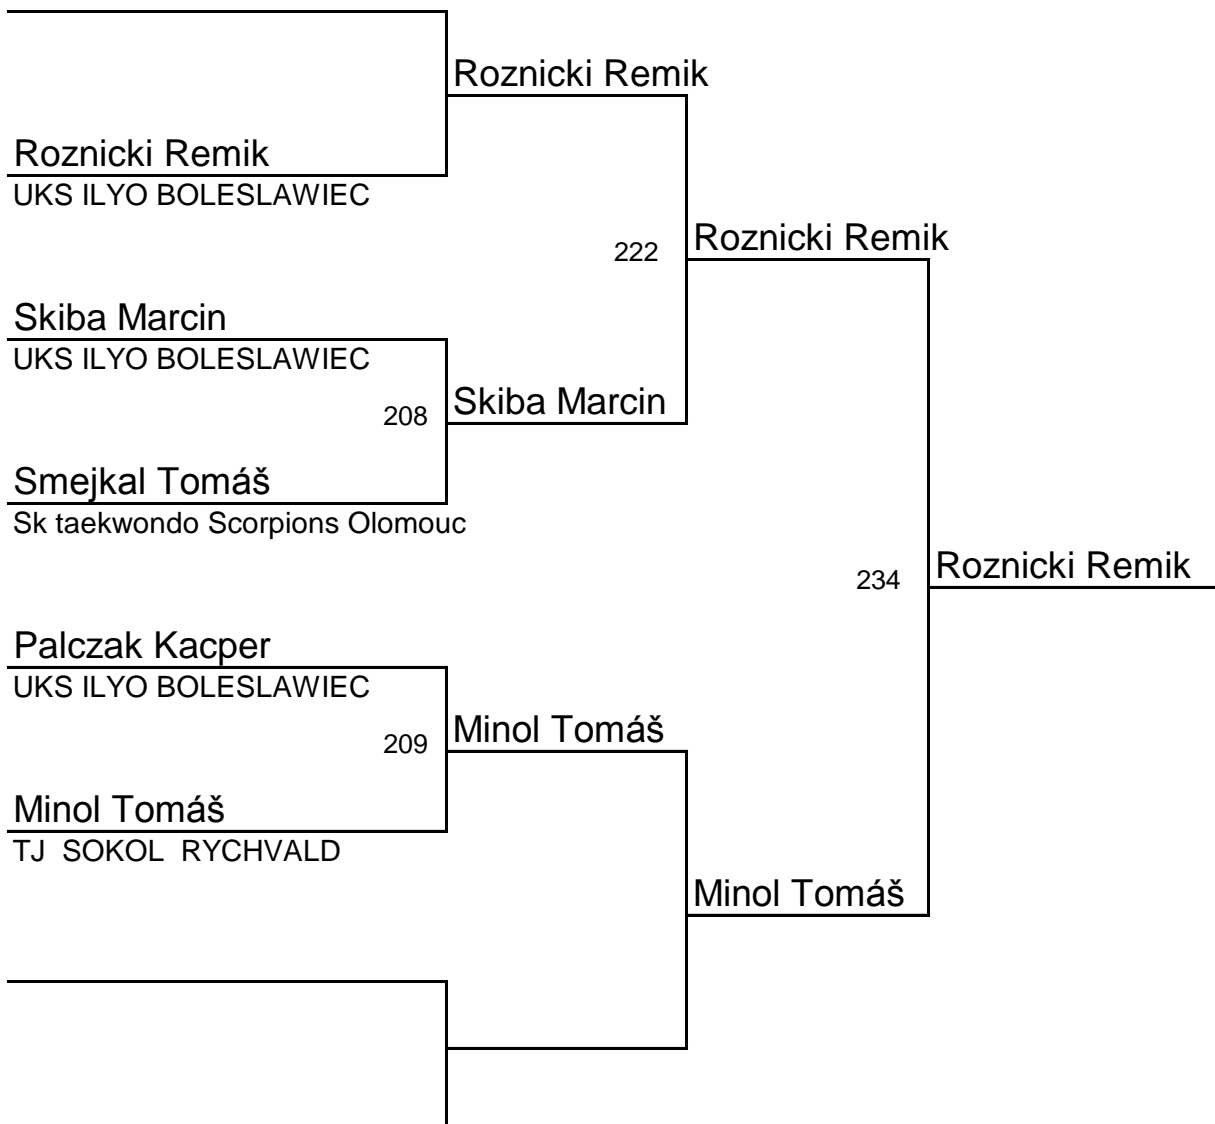 Roznicki Remik
Roznicki Remik
UKS ILYO BOLESLAWIEC
222
Roznicki Remik
Skiba Marcin
UKS ILYO BOLESLAWIEC
208
Skiba Marcin
Smejkal Tomáš
Sk taekwondo Scorpions Olomouc
234
Roznicki Remik
Palczak Kacper
UKS ILYO BOLESLAWIEC
209
Minol Tomáš
Minol Tomáš
TJ  SOKOL  RYCHVALD
Minol Tomáš